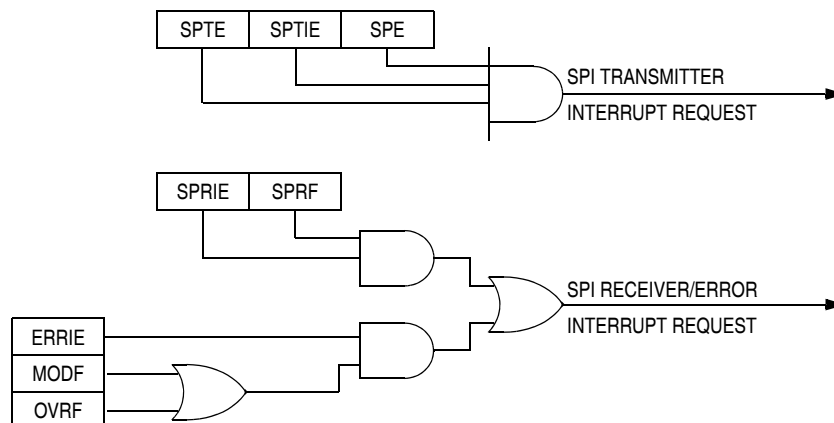 SPTE SPTIE SPE
SPI TRANSMITTER
INTERRUPT REQUEST
SPRIE SPRF
SPI RECEIVER/ERROR
INTERRUPT REQUEST
ERRIE
MODF
OVRF